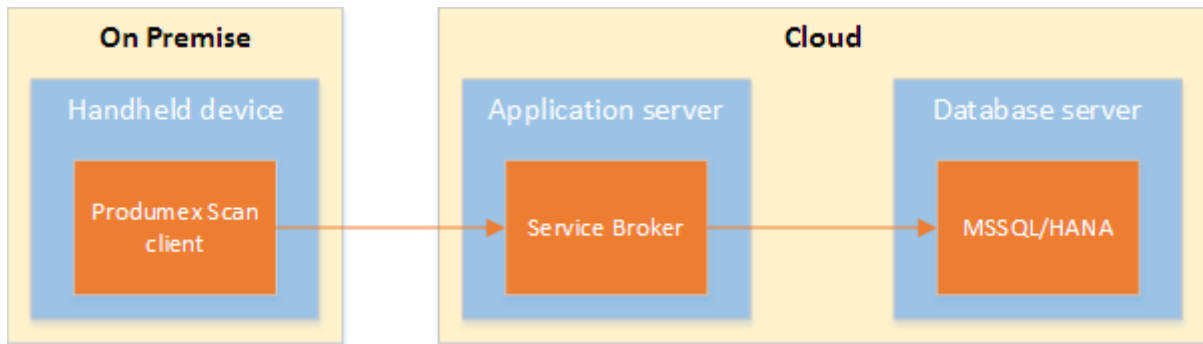 On Premise
Cloud
Handheld device
Application server
Database server
Produmex Scan
client
Service Broker
MSSQL/HANA